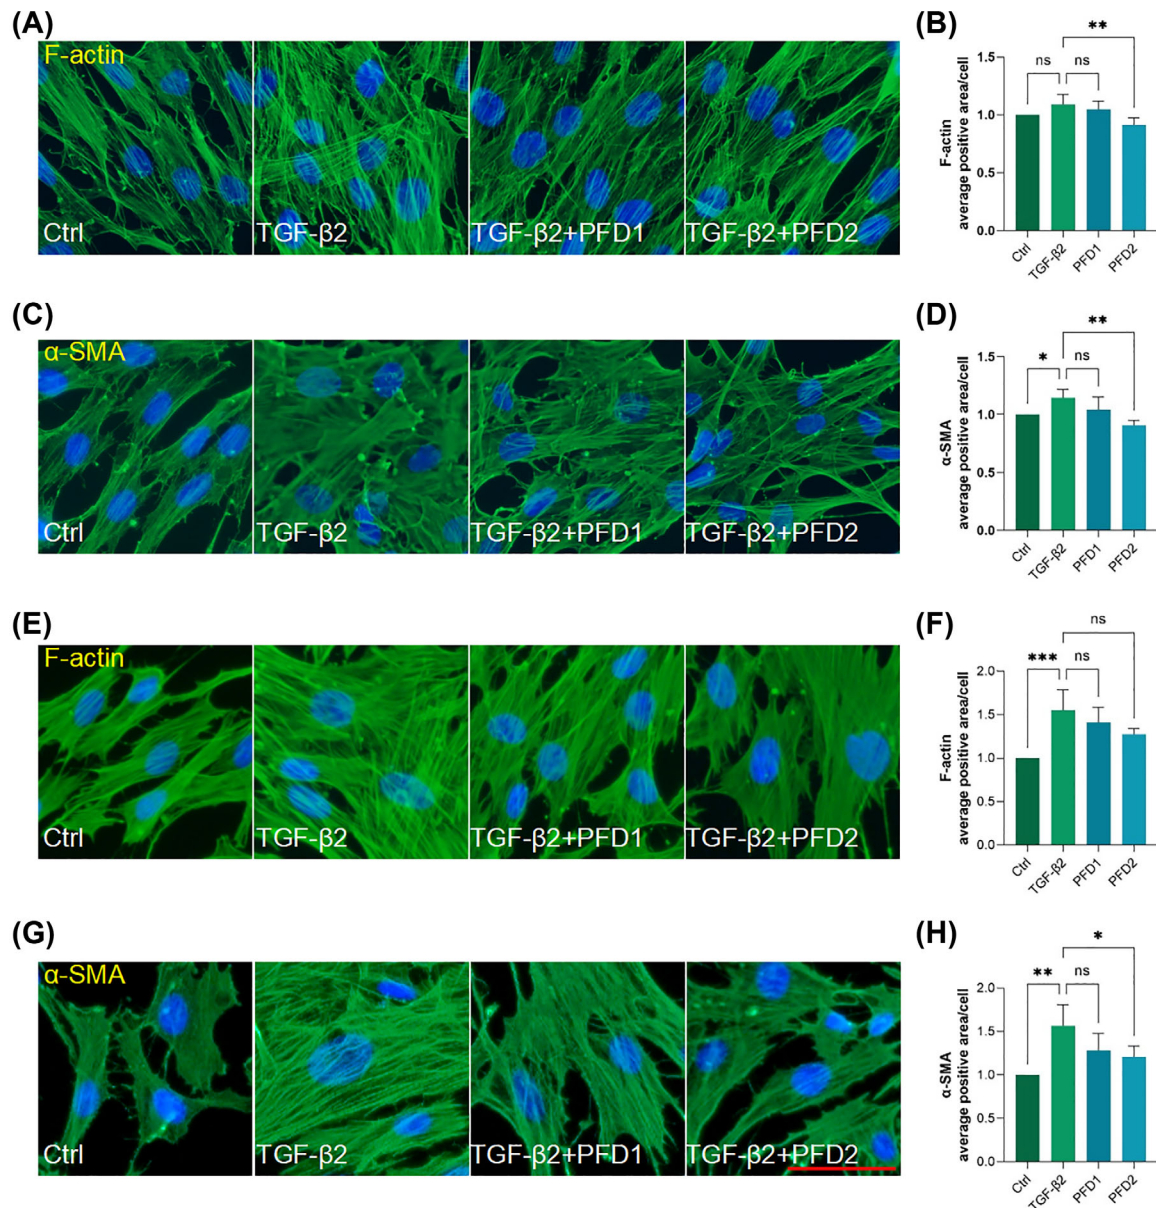 (A)
F-actin
Ctrl
TGF-β2
TGF-β2+PFD1
TGF-β2+PFD2
(B)
F-actin
average positive area/cell
1.5
1.0
0.5
0.0
ns
ns
**
Ctrl
TGF-β2
PFD1
PFD2
(C)
α-SMA
Ctrl
TGF-β2
TGF-β2+PFD1
TGF-β2+PFD2
(D)
α-SMA
average positive area/cell
1.5
1.0
0.5
0.0
*
ns
**
Ctrl
TGF-β2
PFD1
PFD2
(E)
F-actin
Ctrl
TGF-β2
TGF-β2+PFD1
TGF-β2+PFD2
(F)
F-actin
average positive area/cell
2.0
1.5
1.0
0.5
0.0
***
ns
ns
Ctrl
TGF-β2
PFD1
PFD2
(G)
α-SMA
Ctrl
TGF-β2
TGF-β2+PFD1
TGF-β2+PFD2
(H)
α-SMA
average positive area/cell
2.0
1.5
1.0
0.5
0.0
**
ns
*
Ctrl
TGF-β2
PFD1
PFD2